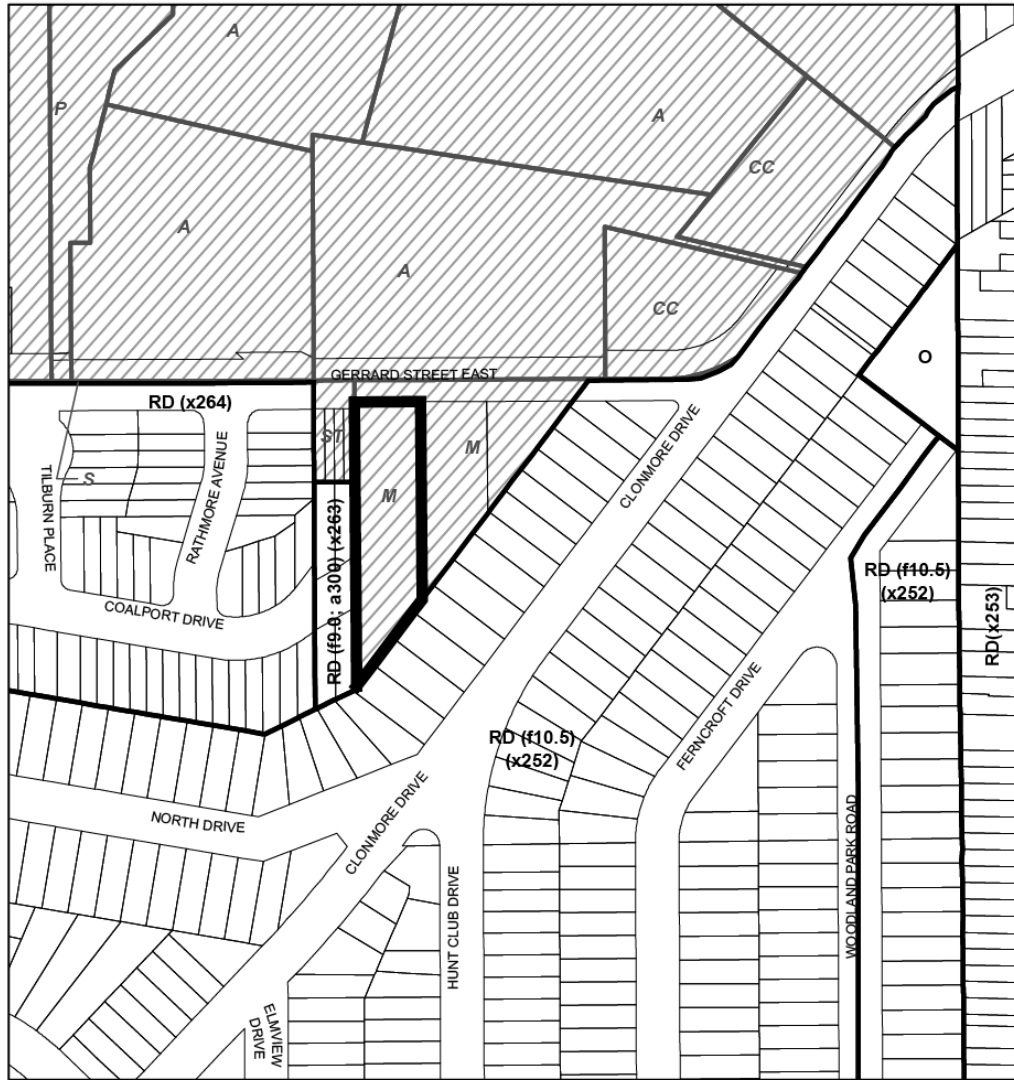 A
P
A
CC
A
A
CC
O
GERRARD STREET EAST
RD (x264)
ST
M
M
S
TILBURN PLACE
RATHMORE AVENUE
CLONMORE DRIVE
COALPORT DRIVE
RD (f9.0; a300) (x263)
RD (f10.5)
(x252)
RD(x253)
FERNCROFT DRIVE
RD (f10.5)
(x252)
NORTH DRIVE
CLONMORE DRIVE
HUNT CLUB DRIVE
WOODLAND PARK ROAD
ELMVIEW
DRIVE